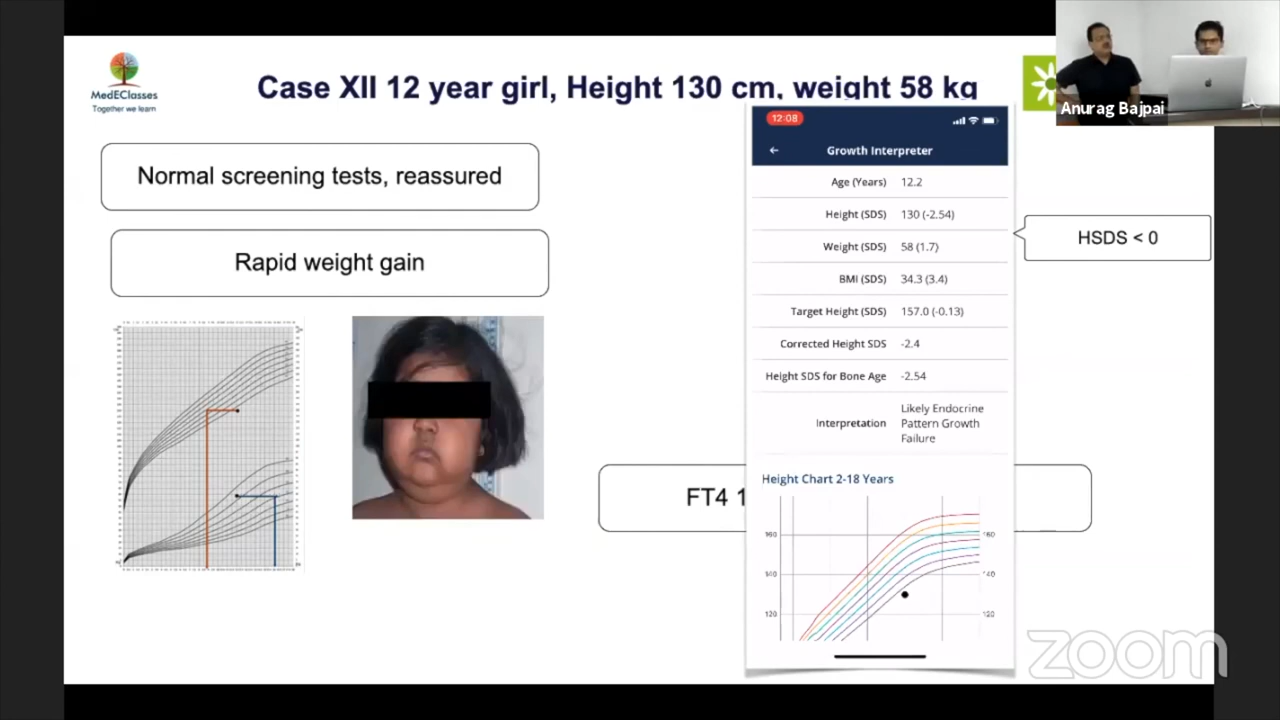 MedEClasses
Together we learn
Case XII 12 year girl, Height 130 cm, weight 58 kg
Anurag Bajpai
Normal screening tests, reassured
Rapid weight gain
12:08
Growth Interpreter
Age (Years) 12.2
Height (SDS) 130 (-2.54)
Weight (SDS) 58 (1.7)
BMI (SDS) 34.3 (3.4)
Target Height (SDS) 157.0 (-0.13)
Corrected Height SDS -2.4
Height SDS for Bone Age -2.54
Interpretation Likely Endocrine
Pattern Growth
Failure
HSDS < 0
FT4 1
Height Chart 2-18 Years
160 160
140 140
120 120
zoom